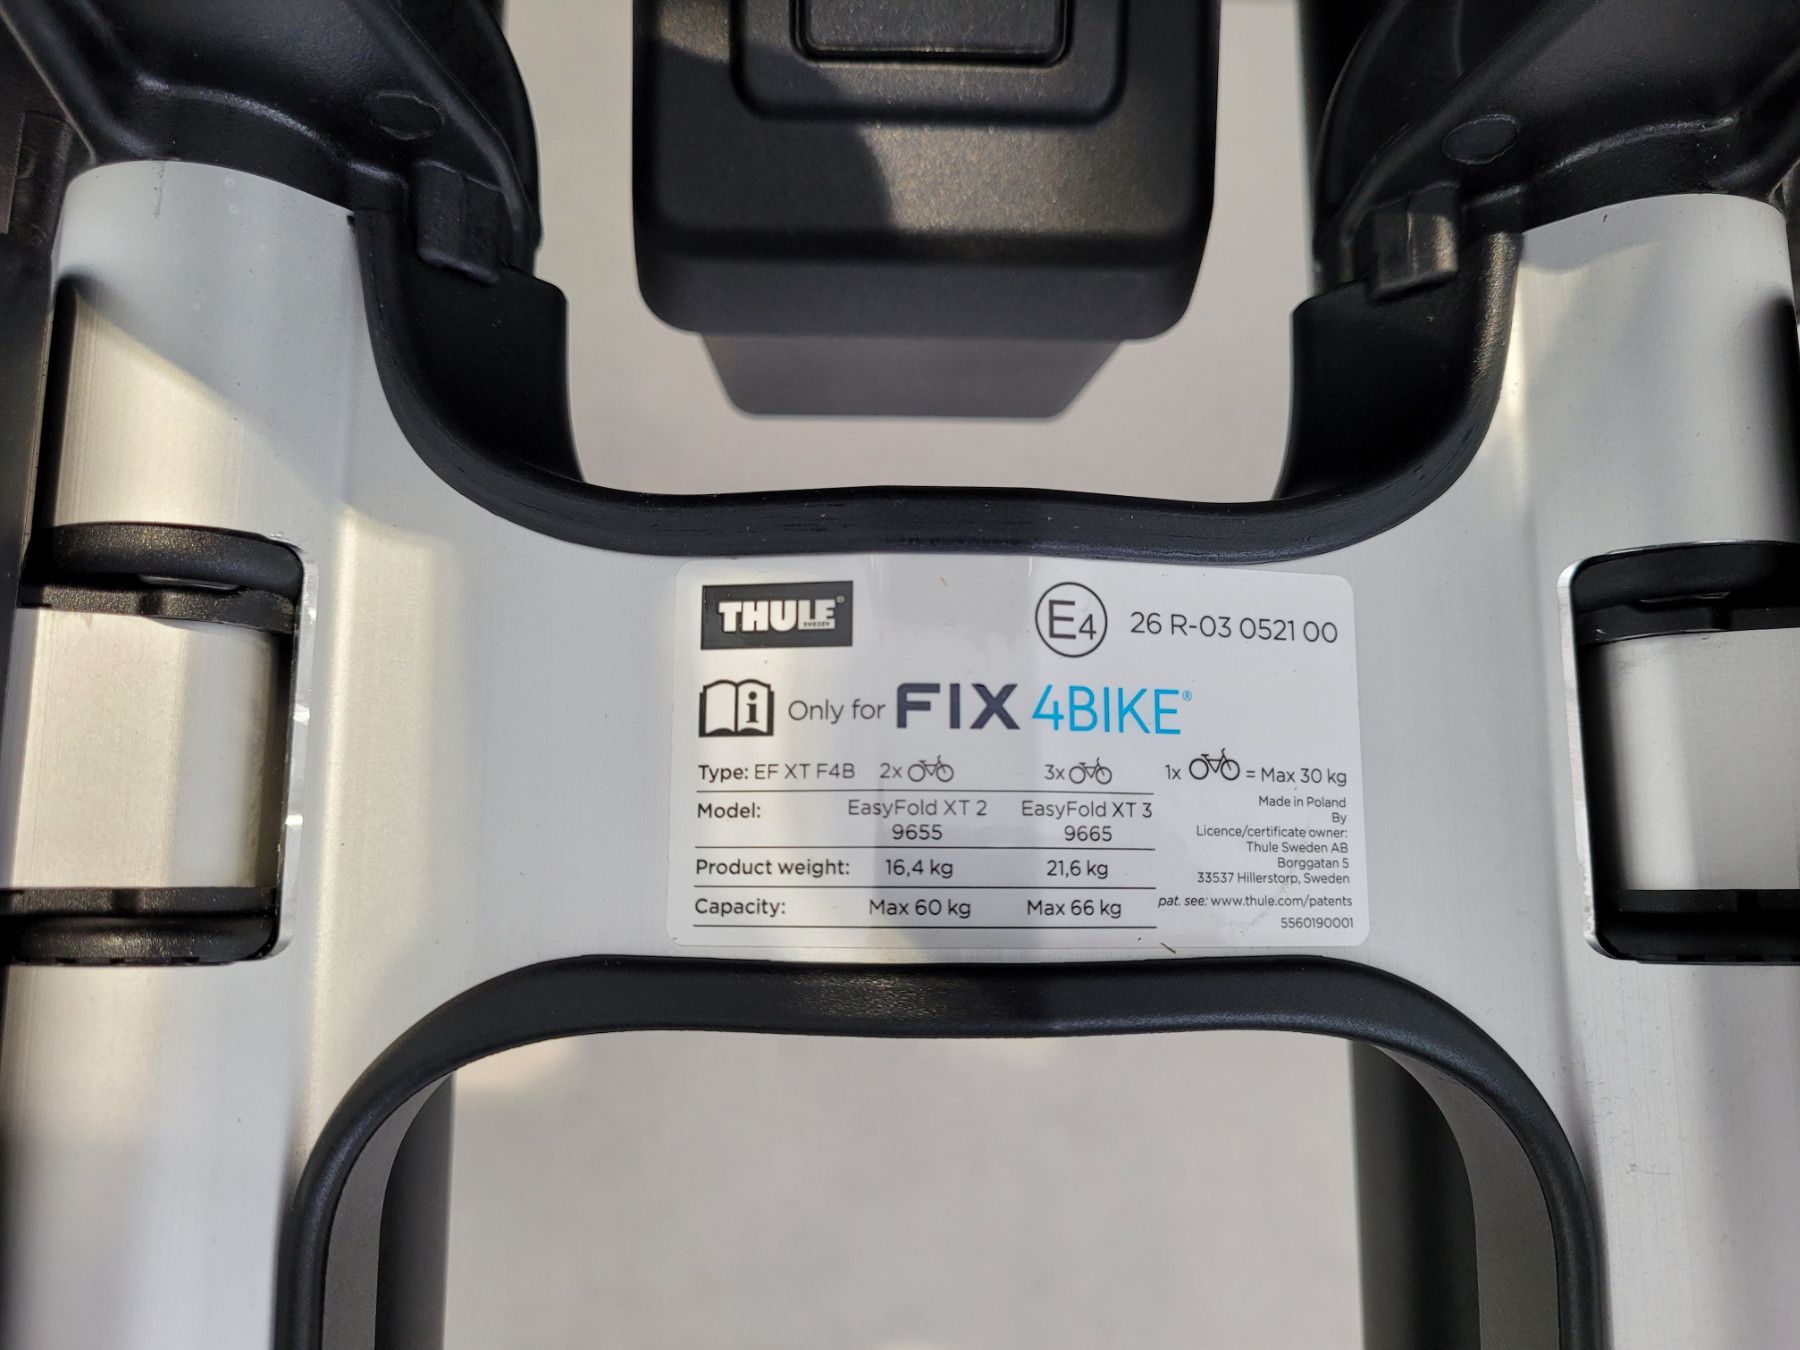 THULE®
SWEDEN
E4 26 R-03 0521 00
Only for FIX 4BIKE®
Type: EF XT F4B 2x 3x 1x = Max 30 kg
Model: EasyFold XT 2 EasyFold XT 3
9655 9665
Product weight: 16,4 kg 21,6 kg
Capacity: Max 60 kg Max 66 kg
Made in Poland
By
Licence/certificate owner:
Thule Sweden AB
Borggatan 5
33537 Hillerstorp, Sweden
pat. see: www.thule.com/patents
5560190001